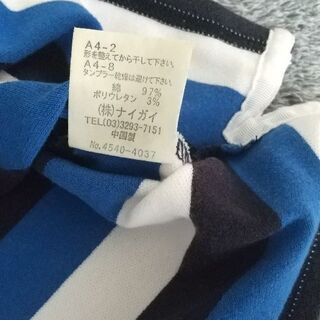 A4-2
形を整えてから干して下さい。
A4-8
タンブラー乾燥は避けて下さい。
綿 97%
ポリウレタン 3%
(株)ナイガイ
TEL(03)3293-7151
中国製
No.4540-4037